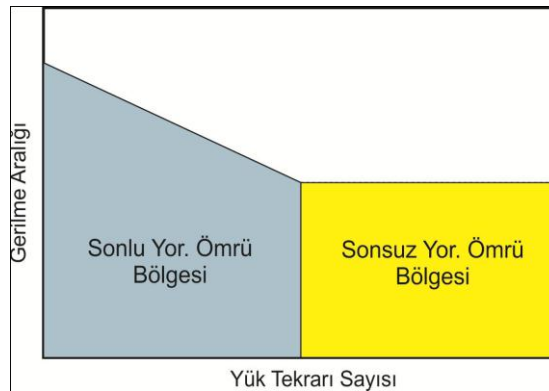 Gerilme Aralığı
Sonlu Yor. Ömrü
Bölgesi
Sonsuz Yor. Ömrü
Bölgesi
Yük Tekrarı Sayısı